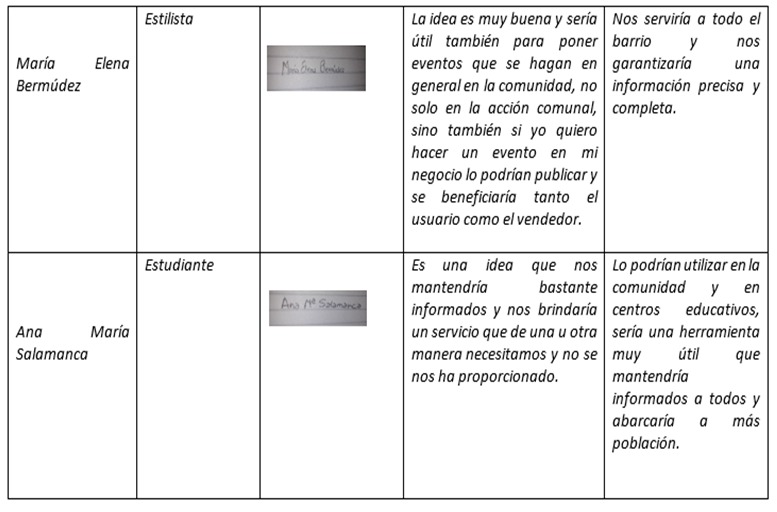 María Elena
Bermúdez
Estilista
Maria Elena Bermudez
La idea es muy buena y sería
útil también para poner
eventos que se hagan en
general en la comunidad, no
solo en la acción comunal,
sino también si yo quiero
hacer un evento en mi
negocio lo podrían publicar y
se beneficiaría tanto el
usuario como el vendedor.
Nos serviría a todo el
barrio y nos
garantizaría una
información precisa y
completa.
Ana María
Salamanca
Estudiante
Ana Mª Salamanca
Es una idea que nos
mantendría bastante
informados y nos brindaría
un servicio que de una u otra
manera necesitamos y no se
nos ha proporcionado.
Lo podrían utilizar en la
comunidad y en
centros educativos,
sería una herramienta
muy útil que
mantendría
informados a todos y
abarcaría a más
población.